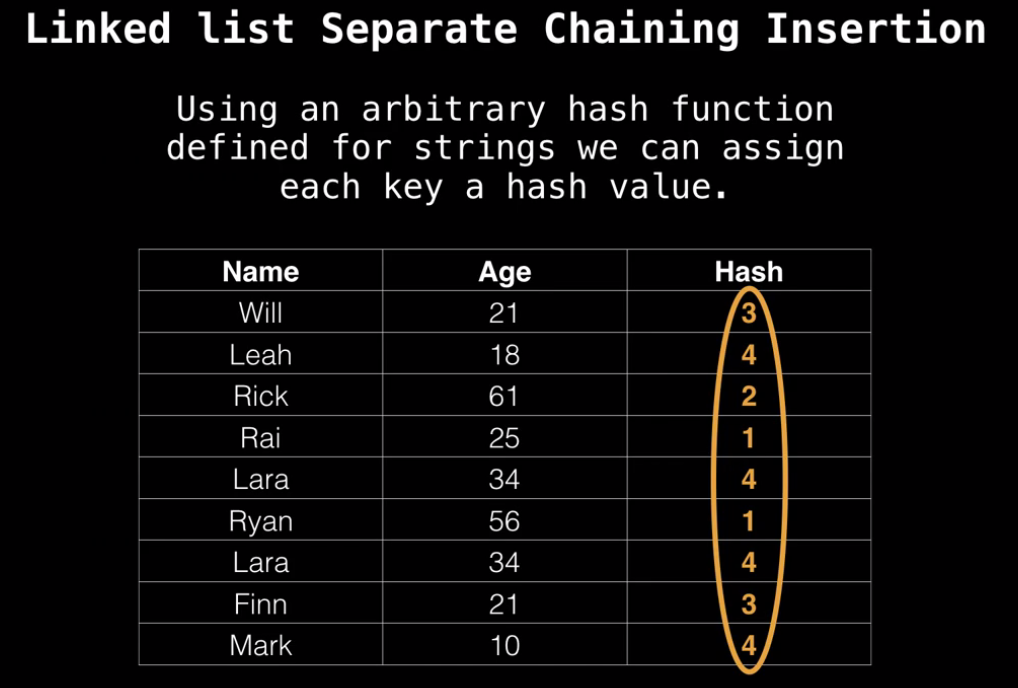 Linked list Separate Chaining Insertion
Using an arbitrary hash function
defined for strings we can assign
each key a hash value.
Name Age Hash
Will 21 3
Leah 18 4
Rick 61 2
Rai 25 1
Lara 34 4
Ryan 56 1
Lara 34 4
Finn 21 3
Mark 10 4